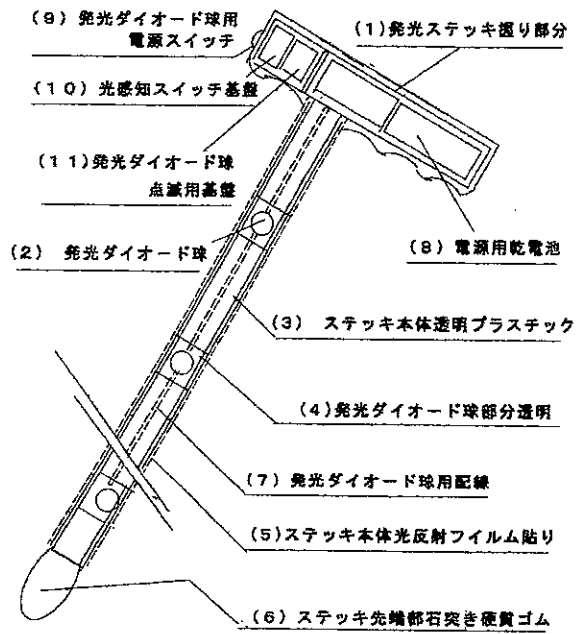 (9) 発光ダイオード球用
電源スイッチ
(1)発光ステッキ握り部分
(10) 光感知スイッチ基盤
(11)発光ダイオード球
点滅用基盤
(2) 発光ダイオード球
(8) 電源用乾電池
(3) ステッキ本体透明プラスチック
(4)発光ダイオード球部分透明
(7) 発光ダイオード球用配線
(5)ステッキ本体光反射フイルム貼り
(6) ステッキ先端部石突き硬質ゴム